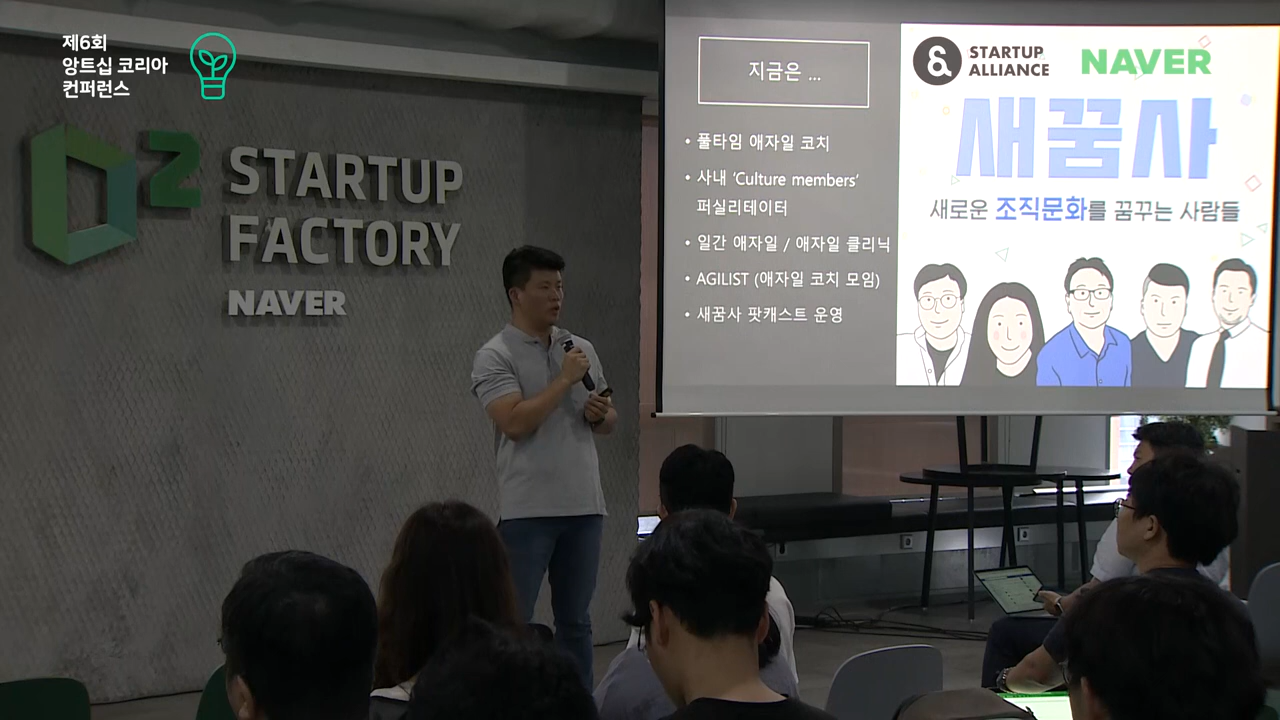 제6회
앙트십 코리아
컨퍼런스
D2 STARTUP
FACTORY
NAVER
지금은 ...
• 풀타임 애자일 코치
• 사내 ‘Culture members’
퍼실리테이터
• 일간 애자일 / 애자일 클리닉
• AGILIST (애자일 코치 모임)
• 새꿈사 팟캐스트 운영
& STARTUP
ALLIANCE
NAVER
새꿈사
새로운 조직문화를 꿈꾸는 사람들